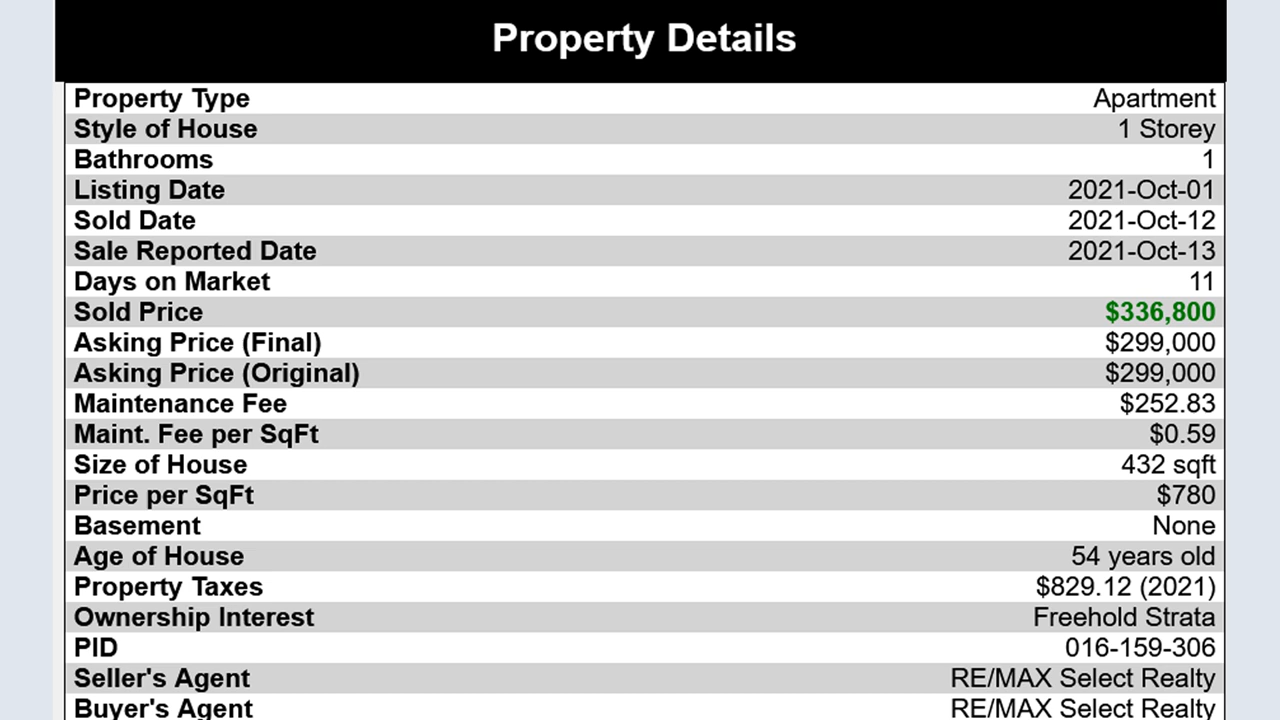 Property Details
Property Type Apartment
Style of House 1 Storey
Bathrooms 1
Listing Date 2021-Oct-01
Sold Date 2021-Oct-12
Sale Reported Date 2021-Oct-13
Days on Market 11
Sold Price $336,800
Asking Price (Final) $299,000
Asking Price (Original) $299,000
Maintenance Fee $252.83
Maint. Fee per SqFt $0.59
Size of House 432 sqft
Price per SqFt $780
Basement None
Age of House 54 years old
Property Taxes $829.12 (2021)
Ownership Interest Freehold Strata
PID 016-159-306
Seller's Agent RE/MAX Select Realty
Buyer's Agent RE/MAX Select Realty